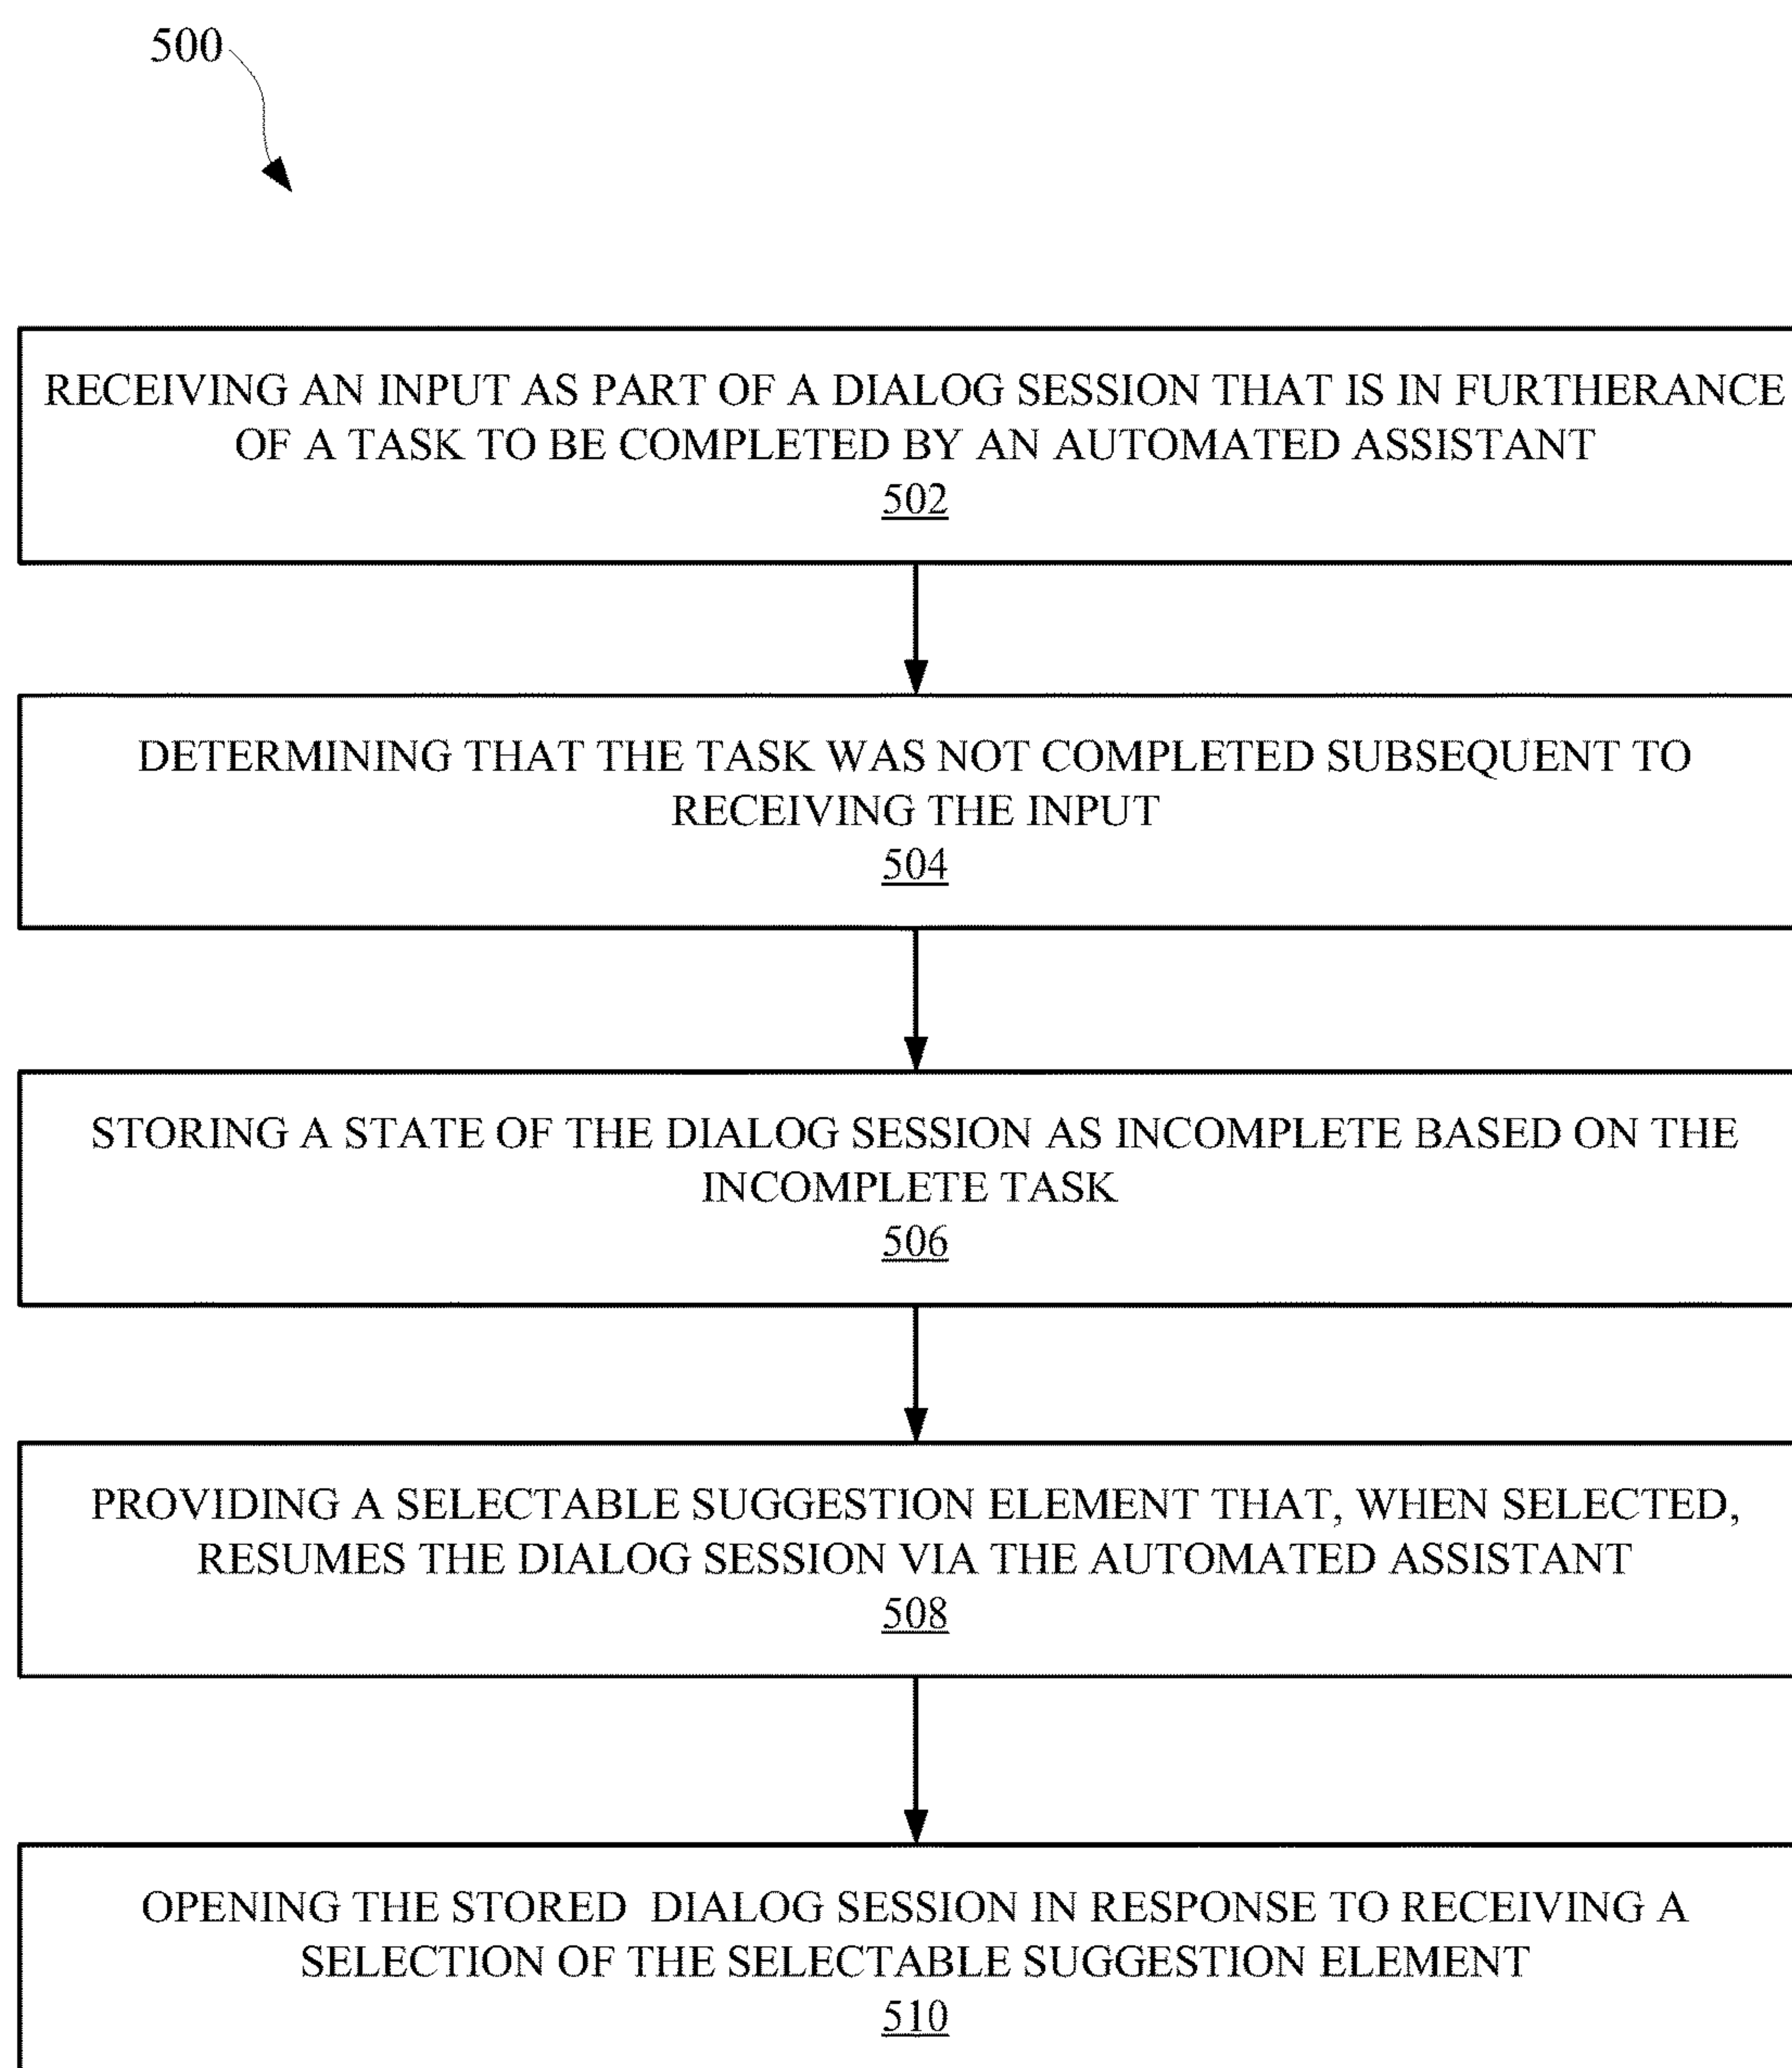 500
RECEIVING AN INPUT AS PART OF A DIALOG SESSION THAT IS IN FURTHERANCE
OF A TASK TO BE COMPLETED BY AN AUTOMATED ASSISTANT
502
DETERMINING THAT THE TASK WAS NOT COMPLETED SUBSEQUENT TO
RECEIVING THE INPUT
504
STORING A STATE OF THE DIALOG SESSION AS INCOMPLETE BASED ON THE
INCOMPLETE TASK
506
PROVIDING A SELECTABLE SUGGESTION ELEMENT THAT, WHEN SELECTED,
RESUMES THE DIALOG SESSION VIA THE AUTOMATED ASSISTANT
508
OPENING THE STORED DIALOG SESSION IN RESPONSE TO RECEIVING A
SELECTION OF THE SELECTABLE SUGGESTION ELEMENT
510